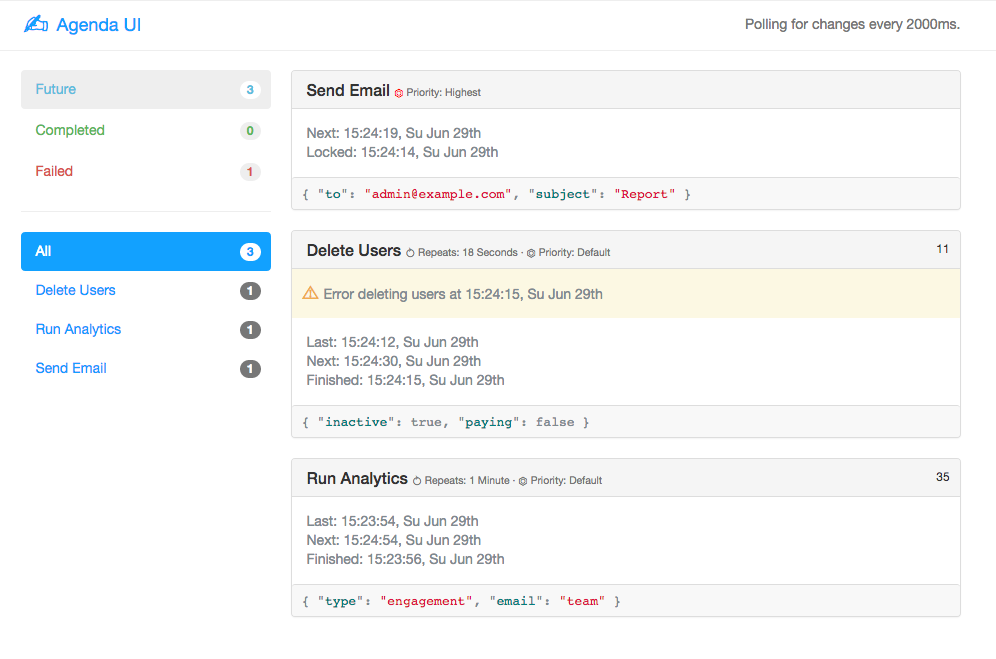 Agenda UI
Polling for changes every 2000ms.
Future 3
Completed 0
Failed 1
All 3
Delete Users 1
Run Analytics 1
Send Email 1
Send Email Priority: Highest
Next: 15:24:19, Su Jun 29th
Locked: 15:24:14, Su Jun 29th
{ "to": "admin@example.com", "subject": "Report" }
Delete Users Repeats: 18 Seconds · Priority: Default 11
Error deleting users at 15:24:15, Su Jun 29th
Last: 15:24:12, Su Jun 29th
Next: 15:24:30, Su Jun 29th
Finished: 15:24:15, Su Jun 29th
{ "inactive": true, "paying": false }
Run Analytics Repeats: 1 Minute · Priority: Default 35
Last: 15:23:54, Su Jun 29th
Next: 15:24:54, Su Jun 29th
Finished: 15:23:56, Su Jun 29th
{ "type": "engagement", "email": "team" }